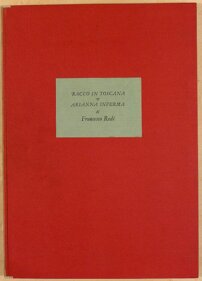 BACCO IN TOSCANA
e
ARIANNA INFERMA
di
Francesco Redi